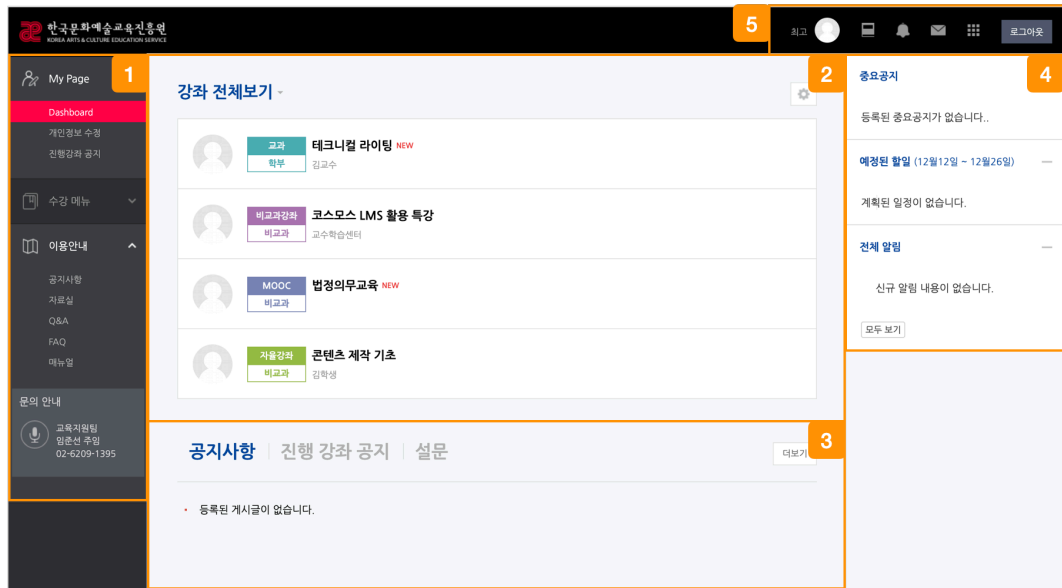 한국문화예술교육진흥원
KOREA ARTS & CULTURE EDUCATION SERVICE
5
최고
로그아웃
My Page
1
Dashboard
개인정보 수정
진행강좌 공지
수강 메뉴
이용안내
공지사항
자료실
Q&A
FAQ
매뉴얼
문의 안내
교육지원팀
임준선 주임
02-6209-1395
2
강좌 전체보기
교과
학부
테크니컬 라이팅 NEW
김교수
비교과강좌
비교과
코스모스 LMS 활용 특강
교수학습센터
MOOC
비교과
법정의무교육 NEW
자율강좌
비교과
콘텐츠 제작 기초
김학생
3
공지사항 | 진행 강좌 공지 | 설문
더보기
등록된 게시글이 없습니다.
4
중요공지
등록된 중요공지가 없습니다..
예정된 할일 (12월12일 ~ 12월26일)
계획된 일정이 없습니다.
전체 알림
신규 알림 내용이 없습니다.
모두 보기